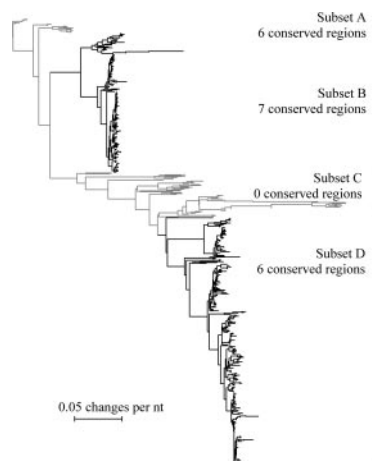 Subset A
6 conserved regions
Subset B
7 conserved regions
Subset C
0 conserved regions
Subset D
6 conserved regions
0.05 changes per nt